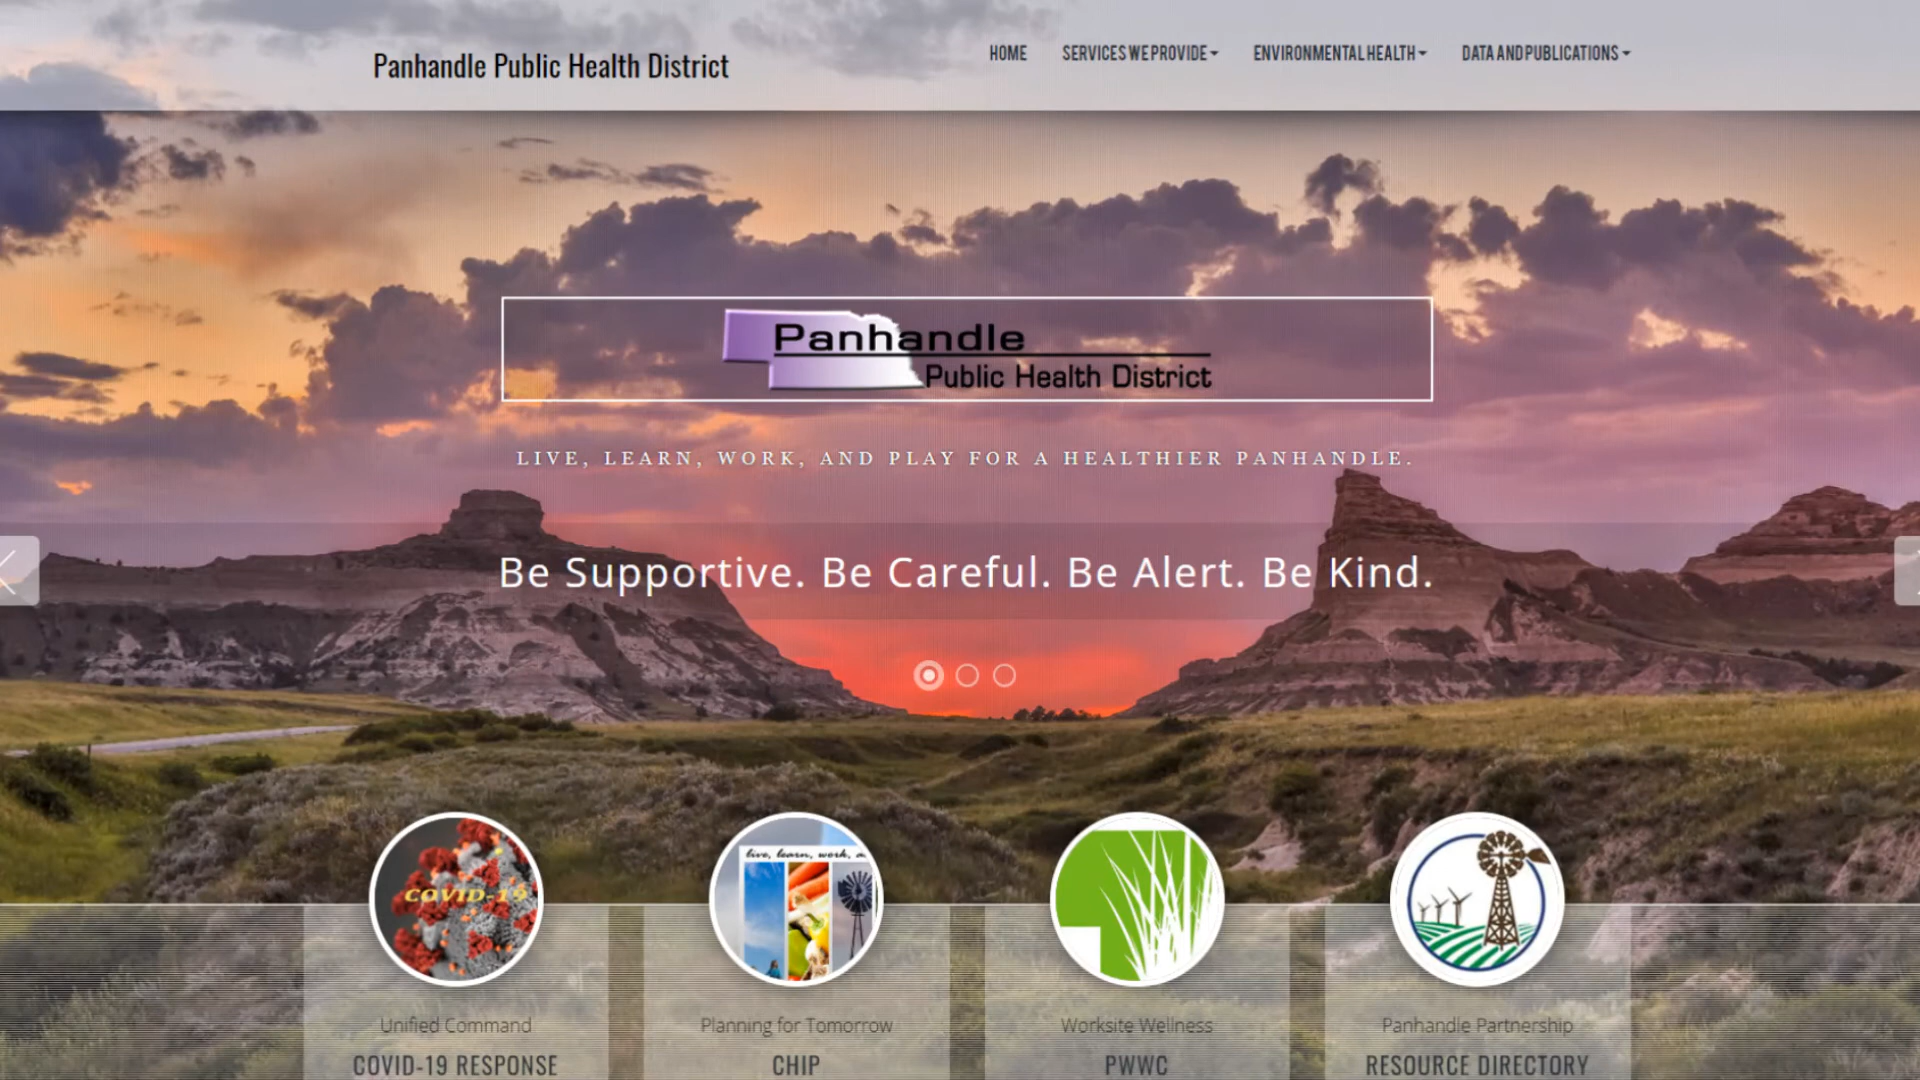 Panhandle Public Health District
HOME
SERVICES WE PROVIDE
ENVIRONMENTAL HEALTH
DATA AND PUBLICATIONS
Panhandle
Public Health District
LIVE, LEARN, WORK, AND PLAY FOR A HEALTHIER PANHANDLE.
Be Supportive. Be Careful. Be Alert. Be Kind.
COVID-19
live, learn, work, a
Unified Command
COVID-19 RESPONSE
Planning for Tomorrow
CHIP
Worksite Wellness
PWWC
Panhandle Partnership
RESOURCE DIRECTORY